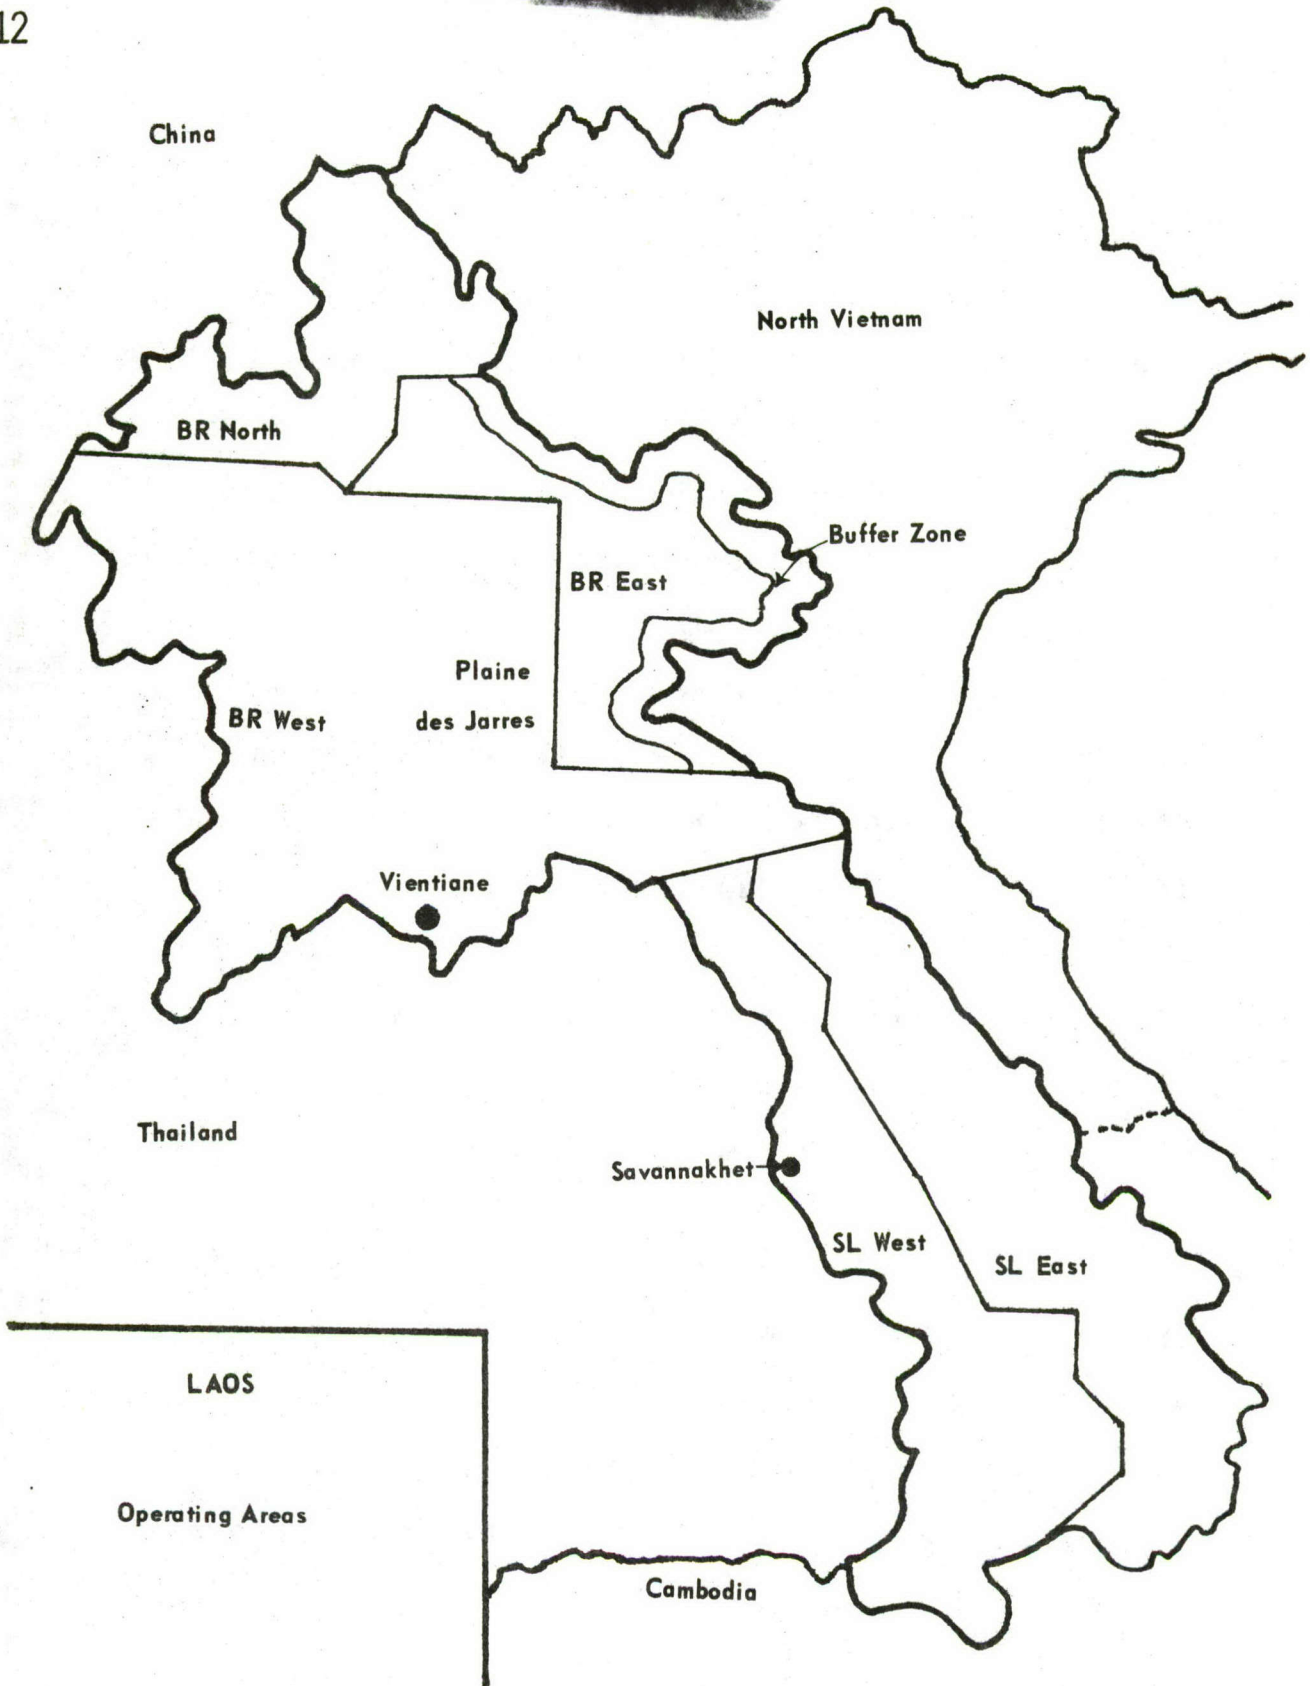 12
China
North Vietnam
BR North
Buffer Zone
BR East
Plaine
des Jarres
BR West
Vientiane
Thailand
Savannakhet
SL West
SL East
LAOS
Operating Areas
Cambodia